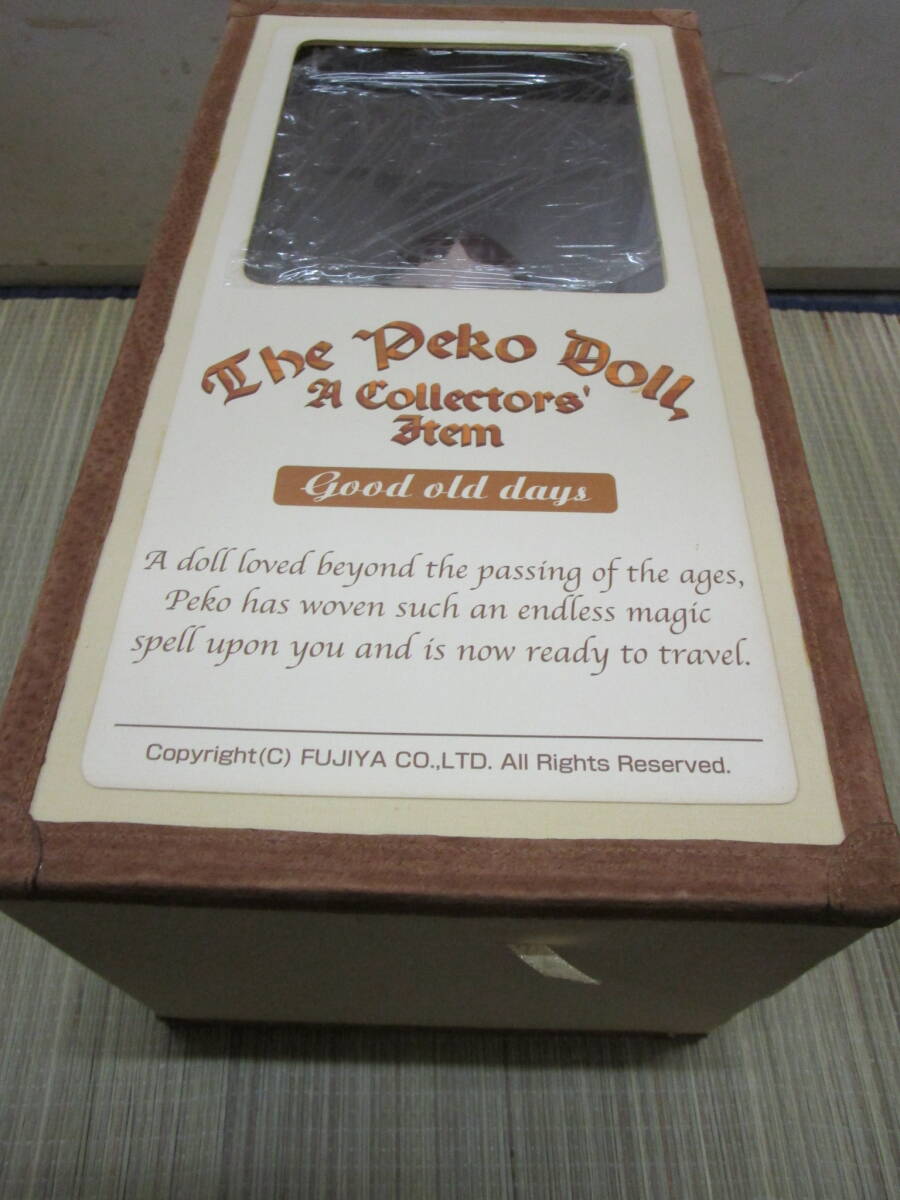 The Peko Doll
A Collectors'
Item
Good old days
A doll loved beyond the passing of the ages,
Peko has woven such an endless magic
spell upon you and is now ready to travel.
Copyright(C) FUJIYA CO.,LTD. All Rights Reserved.